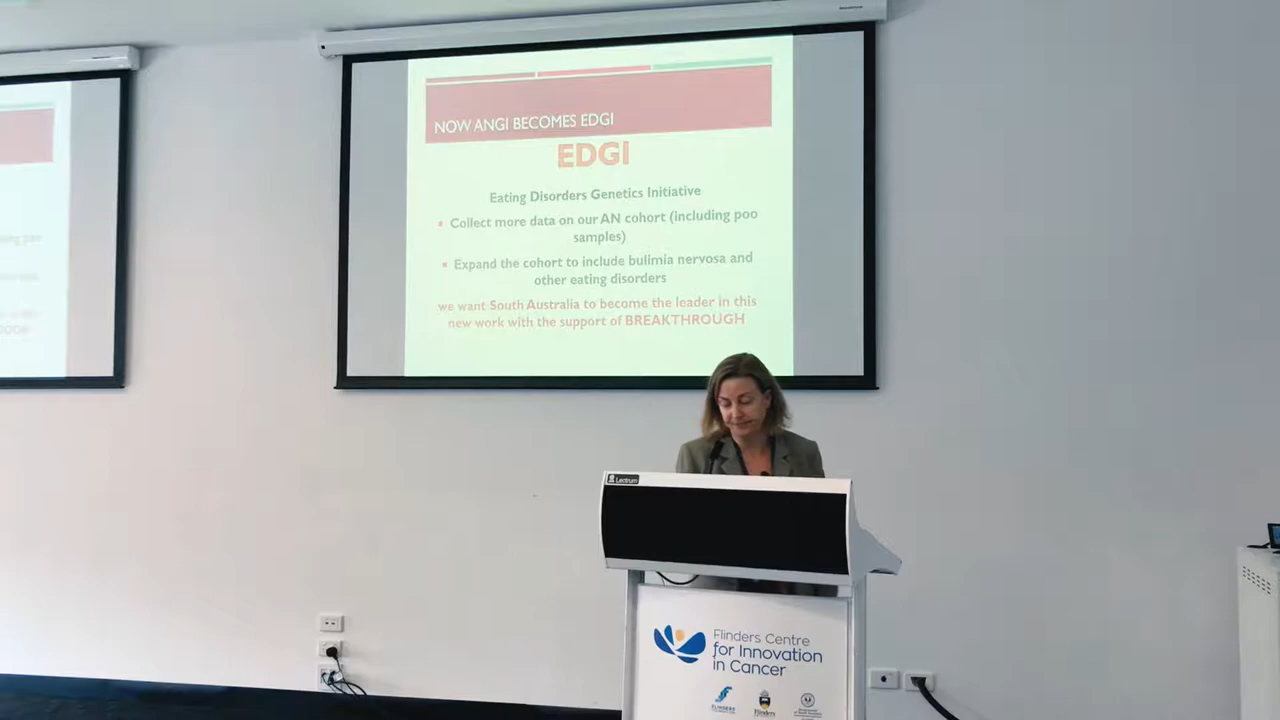 NOW ANGI BECOMES EDGI
EDGI
Eating Disorders Genetics Initiative
Collect more data on our AN cohort (including poo
samples)
Expand the cohort to include bulimia nervosa and
other eating disorders
we want South Australia to become the leader in this
new work with the support of BREAKTHROUGH
Lectrum
Flinders Centre
for Innovation
in Cancer
FLINDERS
Flinders